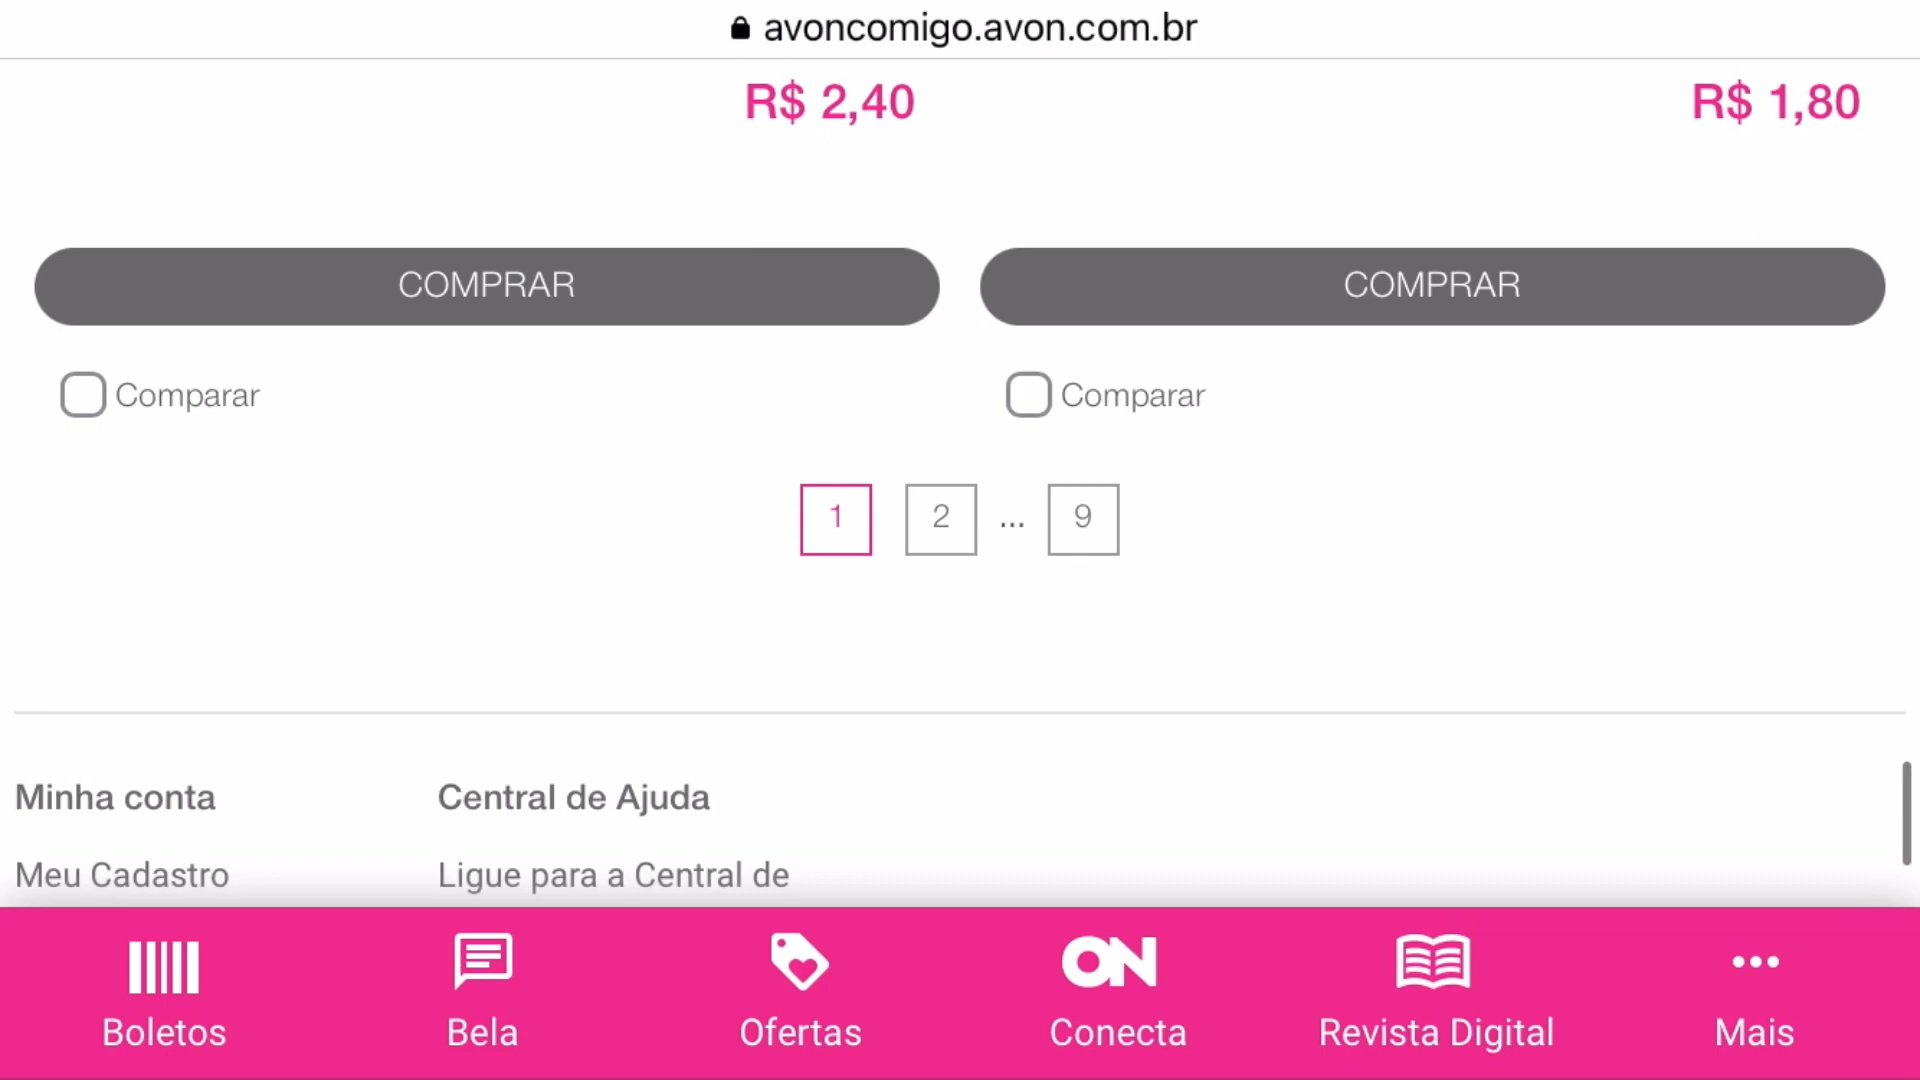 avoncomigo.avon.com.br
R$ 2,40
R$ 1,80
COMPRAR
COMPRAR
Comparar
Comparar
1 2 ... 9
Minha conta
Central de Ajuda
Meu Cadastro
Ligue para a Central de
ON
Boletos
Bela
Ofertas
Conecta
Revista Digital
Mais